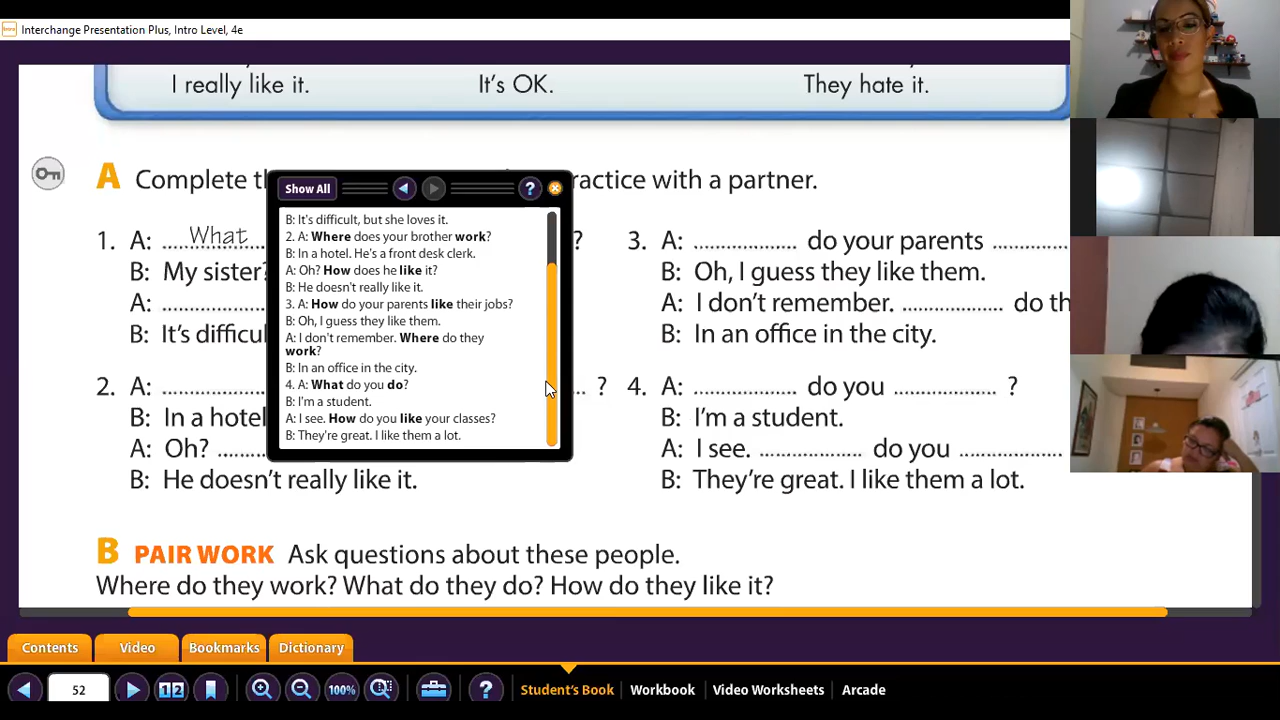 Interchange Presentation Plus, Intro Level, 4e
I really like it. It's OK. They hate it.
A Complete th ractice with a partner.
1. A: What ?
B: My sister?
A:
B: It's difficu
2. A: ?
B: In a hotel
A: Oh?
B: He doesn't really like it.
3. A: do your parents
B: Oh, I guess they like them.
A: I don't remember. do th
B: In an office in the city.
4. A: do you ?
B: I'm a student.
A: I see. do you
B: They're great. I like them a lot.
Show All ?
B: It's difficult, but she loves it.
2. A: Where does your brother work?
B: In a hotel. He's a front desk clerk.
A: Oh? How does he like it?
B: He doesn't really like it.
3. A: How do your parents like their jobs?
B: Oh, I guess they like them.
A: I don't remember. Where do they
work?
B: In an office in the city.
4. A: What do you do?
B: I'm a student.
A: I see. How do you like your classes?
B: They're great. I like them a lot.
B PAIR WORK Ask questions about these people.
Where do they work? What do they do? How do they like it?
Contents Video Bookmarks Dictionary
52 12 100% ? Student's Book Workbook Video Worksheets Arcade